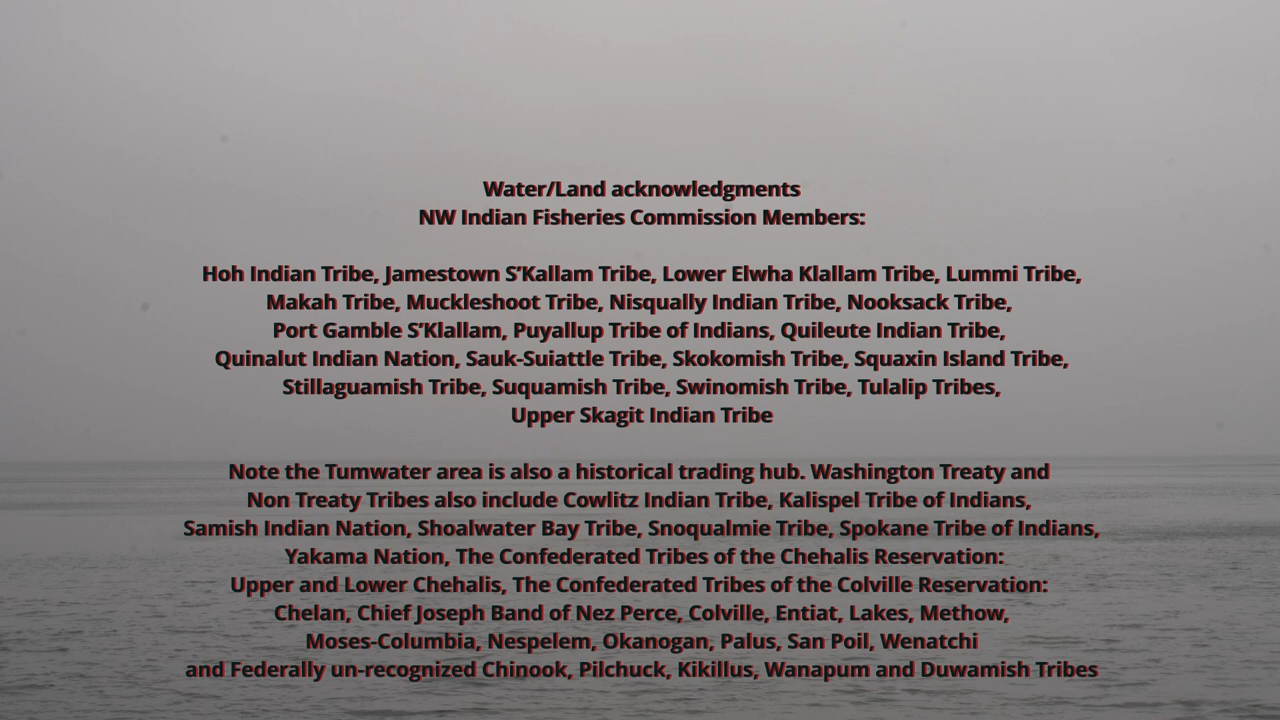 Water/Land acknowledgments
NW Indian Fisheries Commission Members:
Hoh Indian Tribe, Jamestown S’Kallam Tribe, Lower Elwha Klallam Tribe, Lummi Tribe,
Makah Tribe, Muckleshoot Tribe, Nisqually Indian Tribe, Nooksack Tribe,
Port Gamble S’Klallam, Puyallup Tribe of Indians, Quileute Indian Tribe,
Quinalut Indian Nation, Sauk-Suiattle Tribe, Skokomish Tribe, Squaxin Island Tribe,
Stillaguamish Tribe, Suquamish Tribe, Swinomish Tribe, Tulalip Tribes,
Upper Skagit Indian Tribe
Note the Tumwater area is also a historical trading hub. Washington Treaty and
Non Treaty Tribes also include Cowlitz Indian Tribe, Kalispel Tribe of Indians,
Samish Indian Nation, Shoalwater Bay Tribe, Snoqualmie Tribe, Spokane Tribe of Indians,
Yakama Nation, The Confederated Tribes of the Chehalis Reservation:
Upper and Lower Chehalis, The Confederated Tribes of the Colville Reservation:
Chelan, Chief Joseph Band of Nez Perce, Colville, Entiat, Lakes, Methow,
Moses-Columbia, Nespelem, Okanogan, Palus, San Poil, Wenatchi
and Federally un-recognized Chinook, Pilchuck, Kikillus, Wanapum and Duwamish Tribes